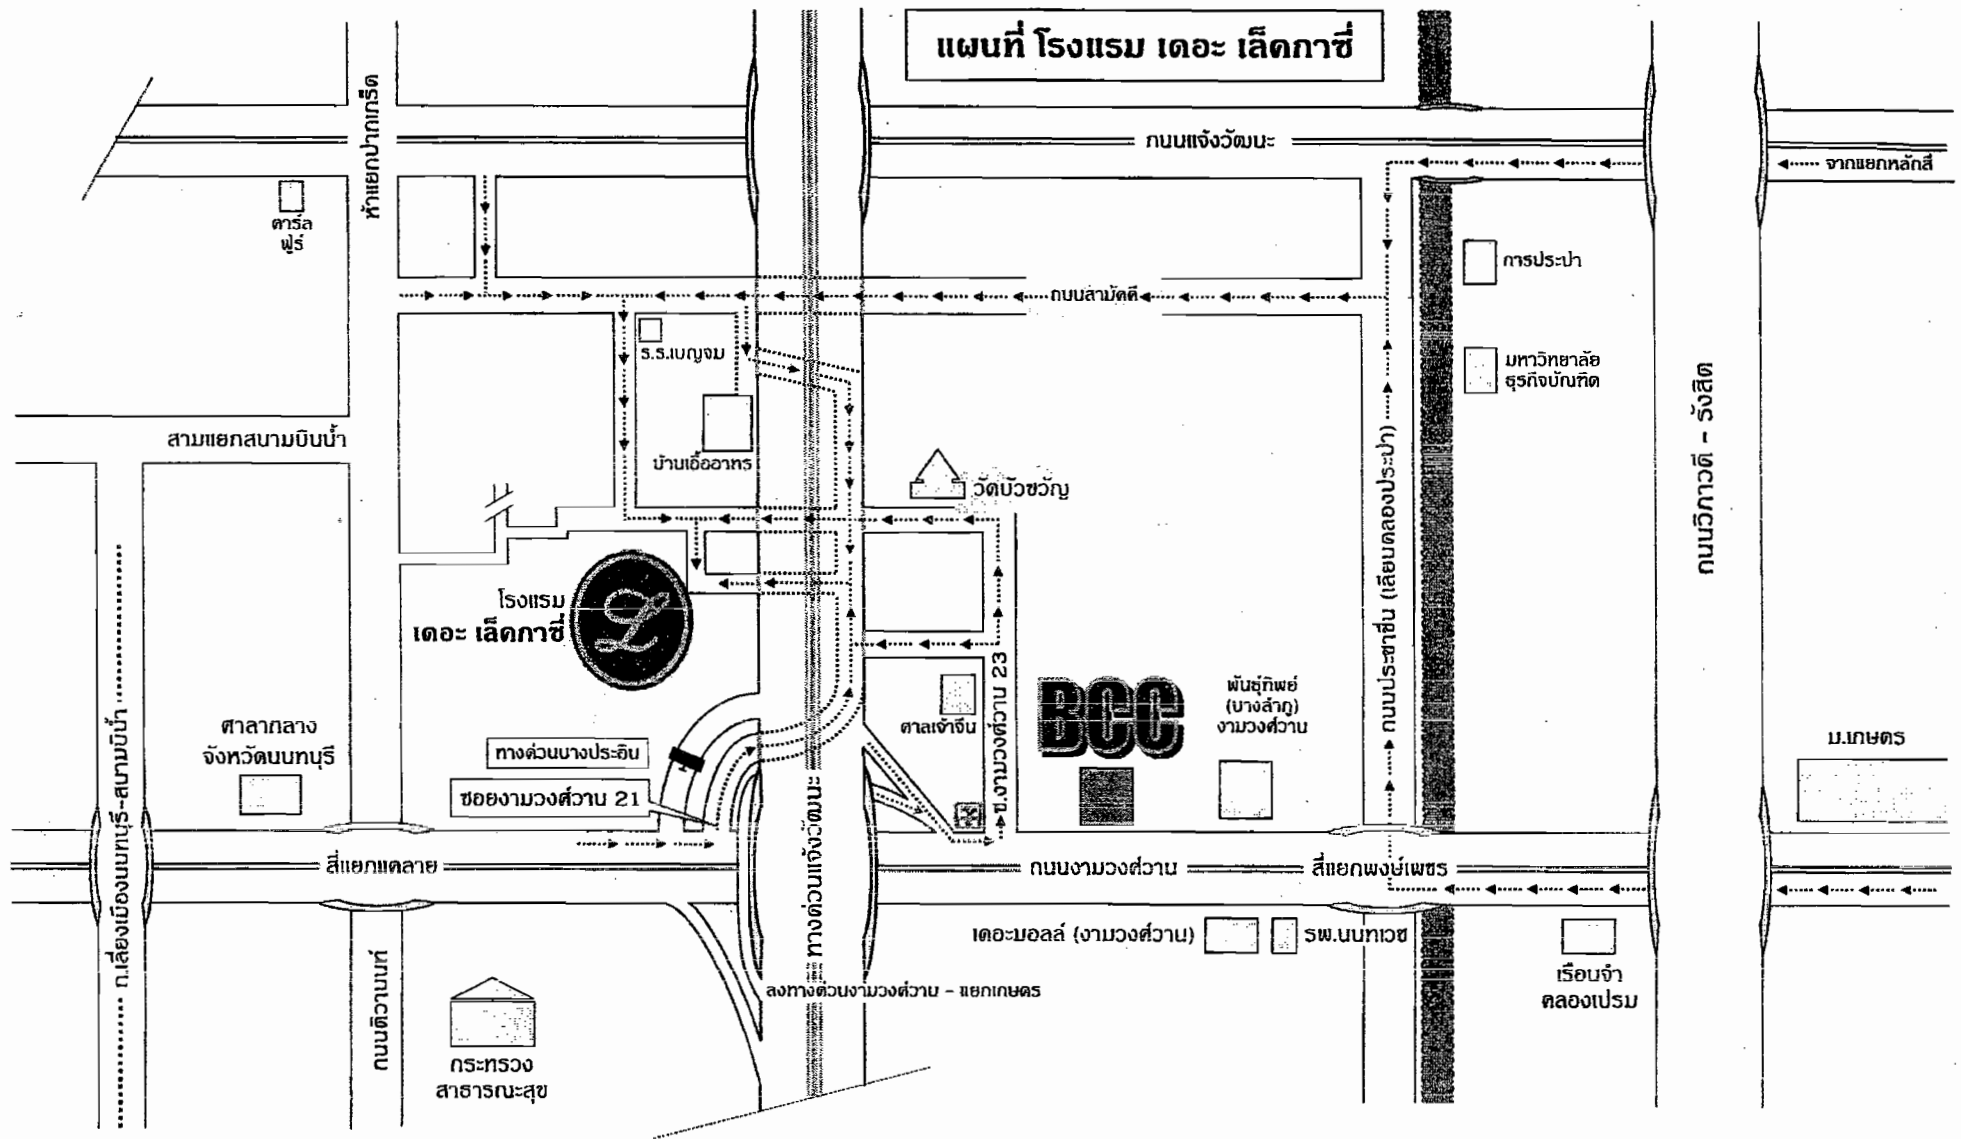 แผนที่ โรงแรม เดอะ เล็คกาซี่
ห้าแยกปากเกร็ด
ถนนแจ้งวัฒนะ
จากแยกหลักสี่
คาร์ล
ฟูร์
การประปา
ถนนสามัคคี
ร.ร.เบญจม
มหาวิทยาลัย
ธุรกิจบัณฑิต
ถนนวิภาวดี - รังสิต
สามแยกสนามบินน้ำ
บ้านเอื้ออาทร
วัดบัวขวัญ
ถนนประชาชื่น (เลียบคลองประปา)
โรงแรม
เดอะ เล็คกาซี่
L
ซ.งามวงศ์วาน 23
BCC
พันธุ์ทิพย์
(บางลำภู)
งามวงศ์วาน
ศาลเจ้าจีน
ถ.เลี่ยงเมืองนนทบุรี-สนามบินน้ำ
ศาลากลาง
จังหวัดนนทบุรี
ทางด่วนบางปะอิน
ซอยงามวงศ์วาน 21
ม.เกษตร
ทางด่วนแจ้งวัฒนะ
สี่แยกแคลาย
ถนนงามวงศ์วาน
สี่แยกพงษ์เพชร
เดอะมอลล์ (งามวงศ์วาน)
รพ.นนทเวช
เรือนจำ
คลองเปรม
ลงทางด่วนงามวงศ์วาน - แยกเกษตร
ถนนติวานนท์
กระทรวง
สาธารณะสุข